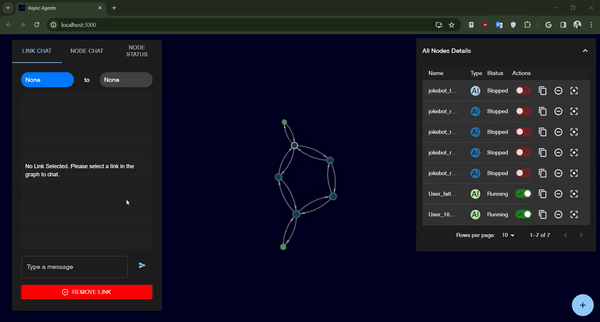 Async Agents
localhost:3000
LINK CHAT
NODE CHAT
NODE
STATUS
None
to
None
No Link Selected. Please select a link in the
graph to chat.
Type a message
REMOVE LINK
All Nodes Details
Name Type Status Actions
jokebot_t... AI Stopped
jokebot_r... AI Stopped
jokebot_r... AI Stopped
jokebot_r... AI Stopped
jokebot_r... AI Stopped
User_fa6... AI Running
User_18... AI Running
Rows per page: 10 1–7 of 7